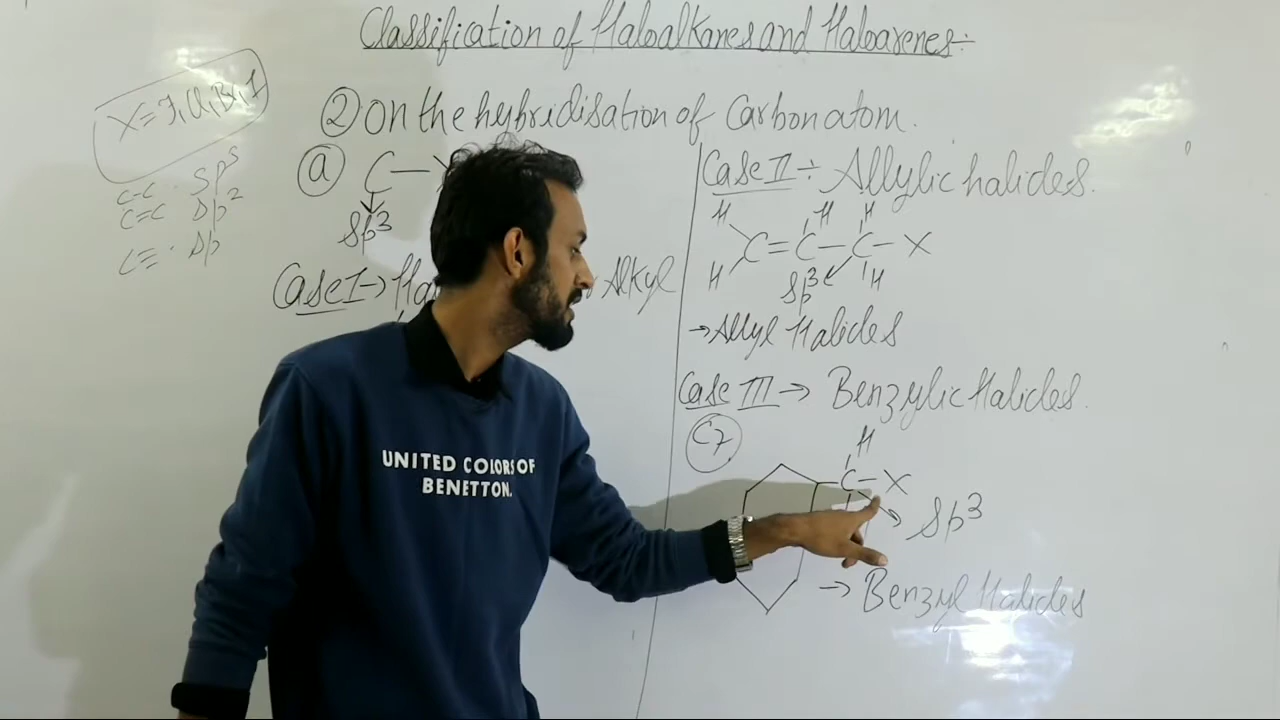 Classification of Haloalkanes and Haloarenes:-
X=F,Cl,Br,I
C-C · Sp3
C=C Sp2
C≡· Sp
② On the hybridisation of Carbon atom.
ⓐ C —
Sp3
Case I →
Alkyl
Case II ÷ Allylic halides.
H H H
C=C—C—X
H H
Sp3
→ Allyl Halides
Case III → Benzylic Halides.
C7
H
C—X
Sp3
→ Benzyl Halides
UNITED COLORS OF
BENETTON.